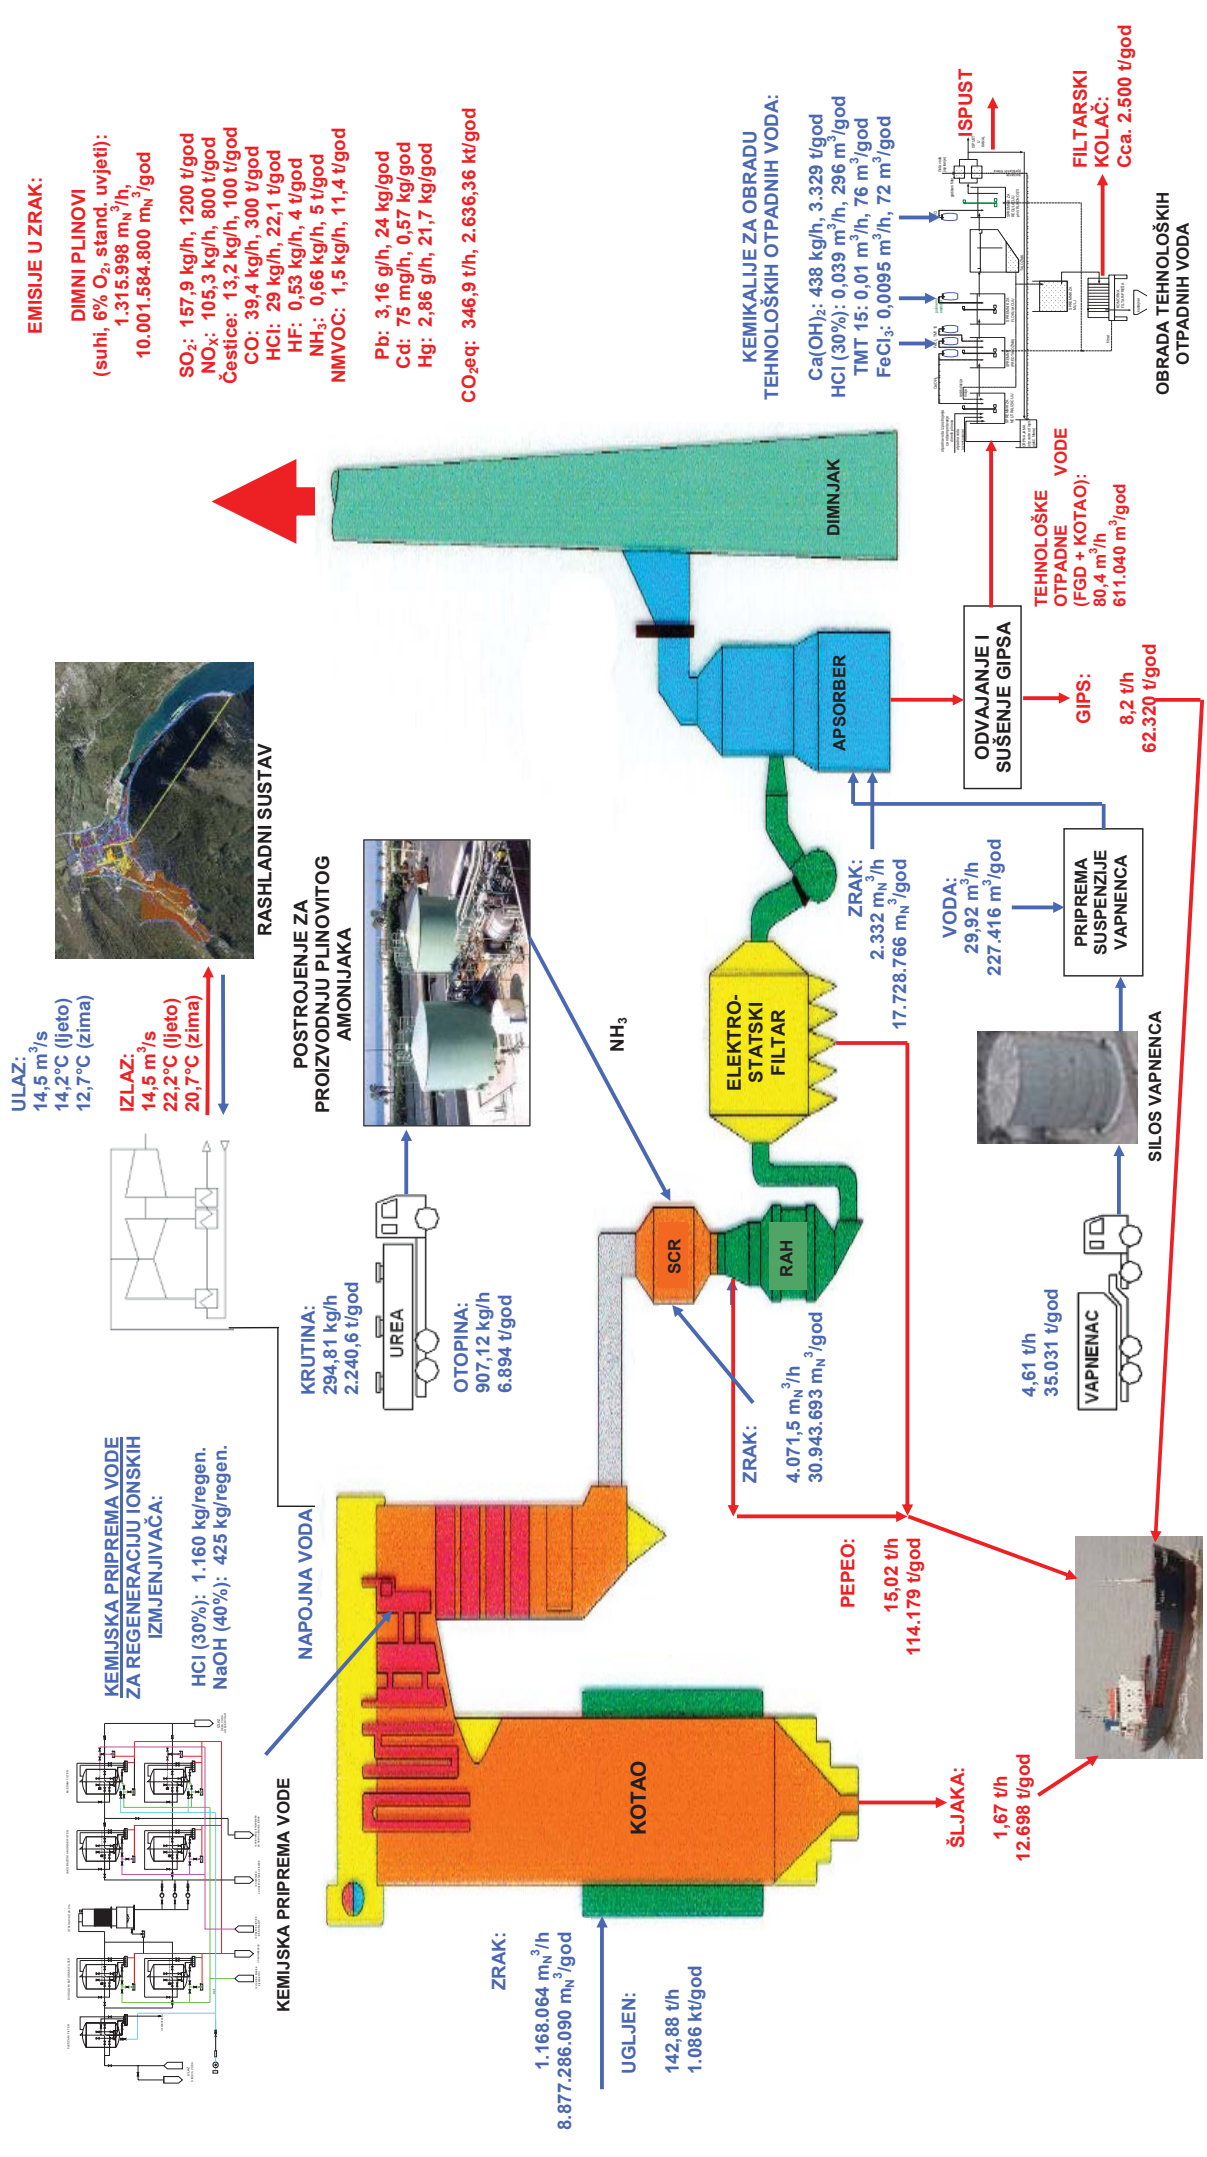 KEMIJSKA PRIPREMA VODE
ZA REGENERACIJU IONSKIH
IZMJENJIVAČA:
HCl (30%): 1.160 kg/regen.
NaOH (40%): 425 kg/regen.
KEMIJSKA PRIPREMA VODE
NAPOJNA VODA
ULAZ:
14,5 m³/s
14,2°C (ljeto)
12,7°C (zima)
IZLAZ:
14,5 m³/s
22,2°C (ljeto)
20,7°C (zima)
RASHLADNI SUSTAV
EMISIJE U ZRAK:
DIMNI PLINOVI
(suhi, 6% O₂, stand. uvjeti):
1.315.998 mN³/h,
10.001.584.800 mN³/god
SO₂: 157,9 kg/h, 1200 t/god
NOX: 105,3 kg/h, 800 t/god
Čestice: 13,2 kg/h, 100 t/god
CO: 39,4 kg/h, 300 t/god
HCl: 29 kg/h, 22,1 t/god
HF: 0,53 kg/h, 4 t/god
NH₃: 0,66 kg/h, 5 t/god
NMVOC: 1,5 kg/h, 11,4 t/god
Pb: 3,16 g/h, 24 kg/god
Cd: 75 mg/h, 0,57 kg/god
Hg: 2,86 g/h, 21,7 kg/god
CO₂eq: 346,9 t/h, 2.636,36 kt/god
KRUTINA:
294,81 kg/h
2.240,6 t/god
UREA
OTOPINA:
907,12 kg/h
6.894 t/god
POSTROJENJE ZA
PROIZVODNJU PLINOVITOG
AMONIJAKA
NH₃
ZRAK:
1.168.064 mN³/h
8.877.286.090 mN³/god
UGLJEN:
142,88 t/h
1.086 kt/god
KOTAO
SCR
RAH
ZRAK:
4.071,5 mN³/h
30.943.693 mN³/god
ELEKTRO-
STATSKI
FILTAR
APSORBER
DIMNJAK
ZRAK:
2.332 mN³/h
17.728.766 mN³/god
PEPEO:
15,02 t/h
114.179 t/god
ŠLJAKA:
1,67 t/h
12.698 t/god
VODA:
29,92 m³/h
227.416 m³/god
PRIPREMA
SUSPENZIJE
VAPNENCA
4,61 t/h
35.031 t/god
VAPNENAC
SILOS VAPNENCA
ODVAJANJE I
SUŠENJE GIPSA
GIPS:
8,2 t/h
62.320 t/god
TEHNOLOŠKE
OTPADNE VODE
(FGD + KOTAO):
80,4 m³/h
611.040 m³/god
KEMIKALIJE ZA OBRADU
TEHNOLOŠKIH OTPADNIH VODA:
Ca(OH)₂: 438 kg/h, 3.329 t/god
HCl (30%): 0,039 m³/h, 296 m³/god
TMT 15: 0,01 m³/h, 76 m³/god
FeCl₃: 0,0095 m³/h, 72 m³/god
ISPUST
FILTARSKI
KOLAČ:
Cca. 2.500 t/god
OBRADA TEHNOLOŠKIH
OTPADNIH VODA